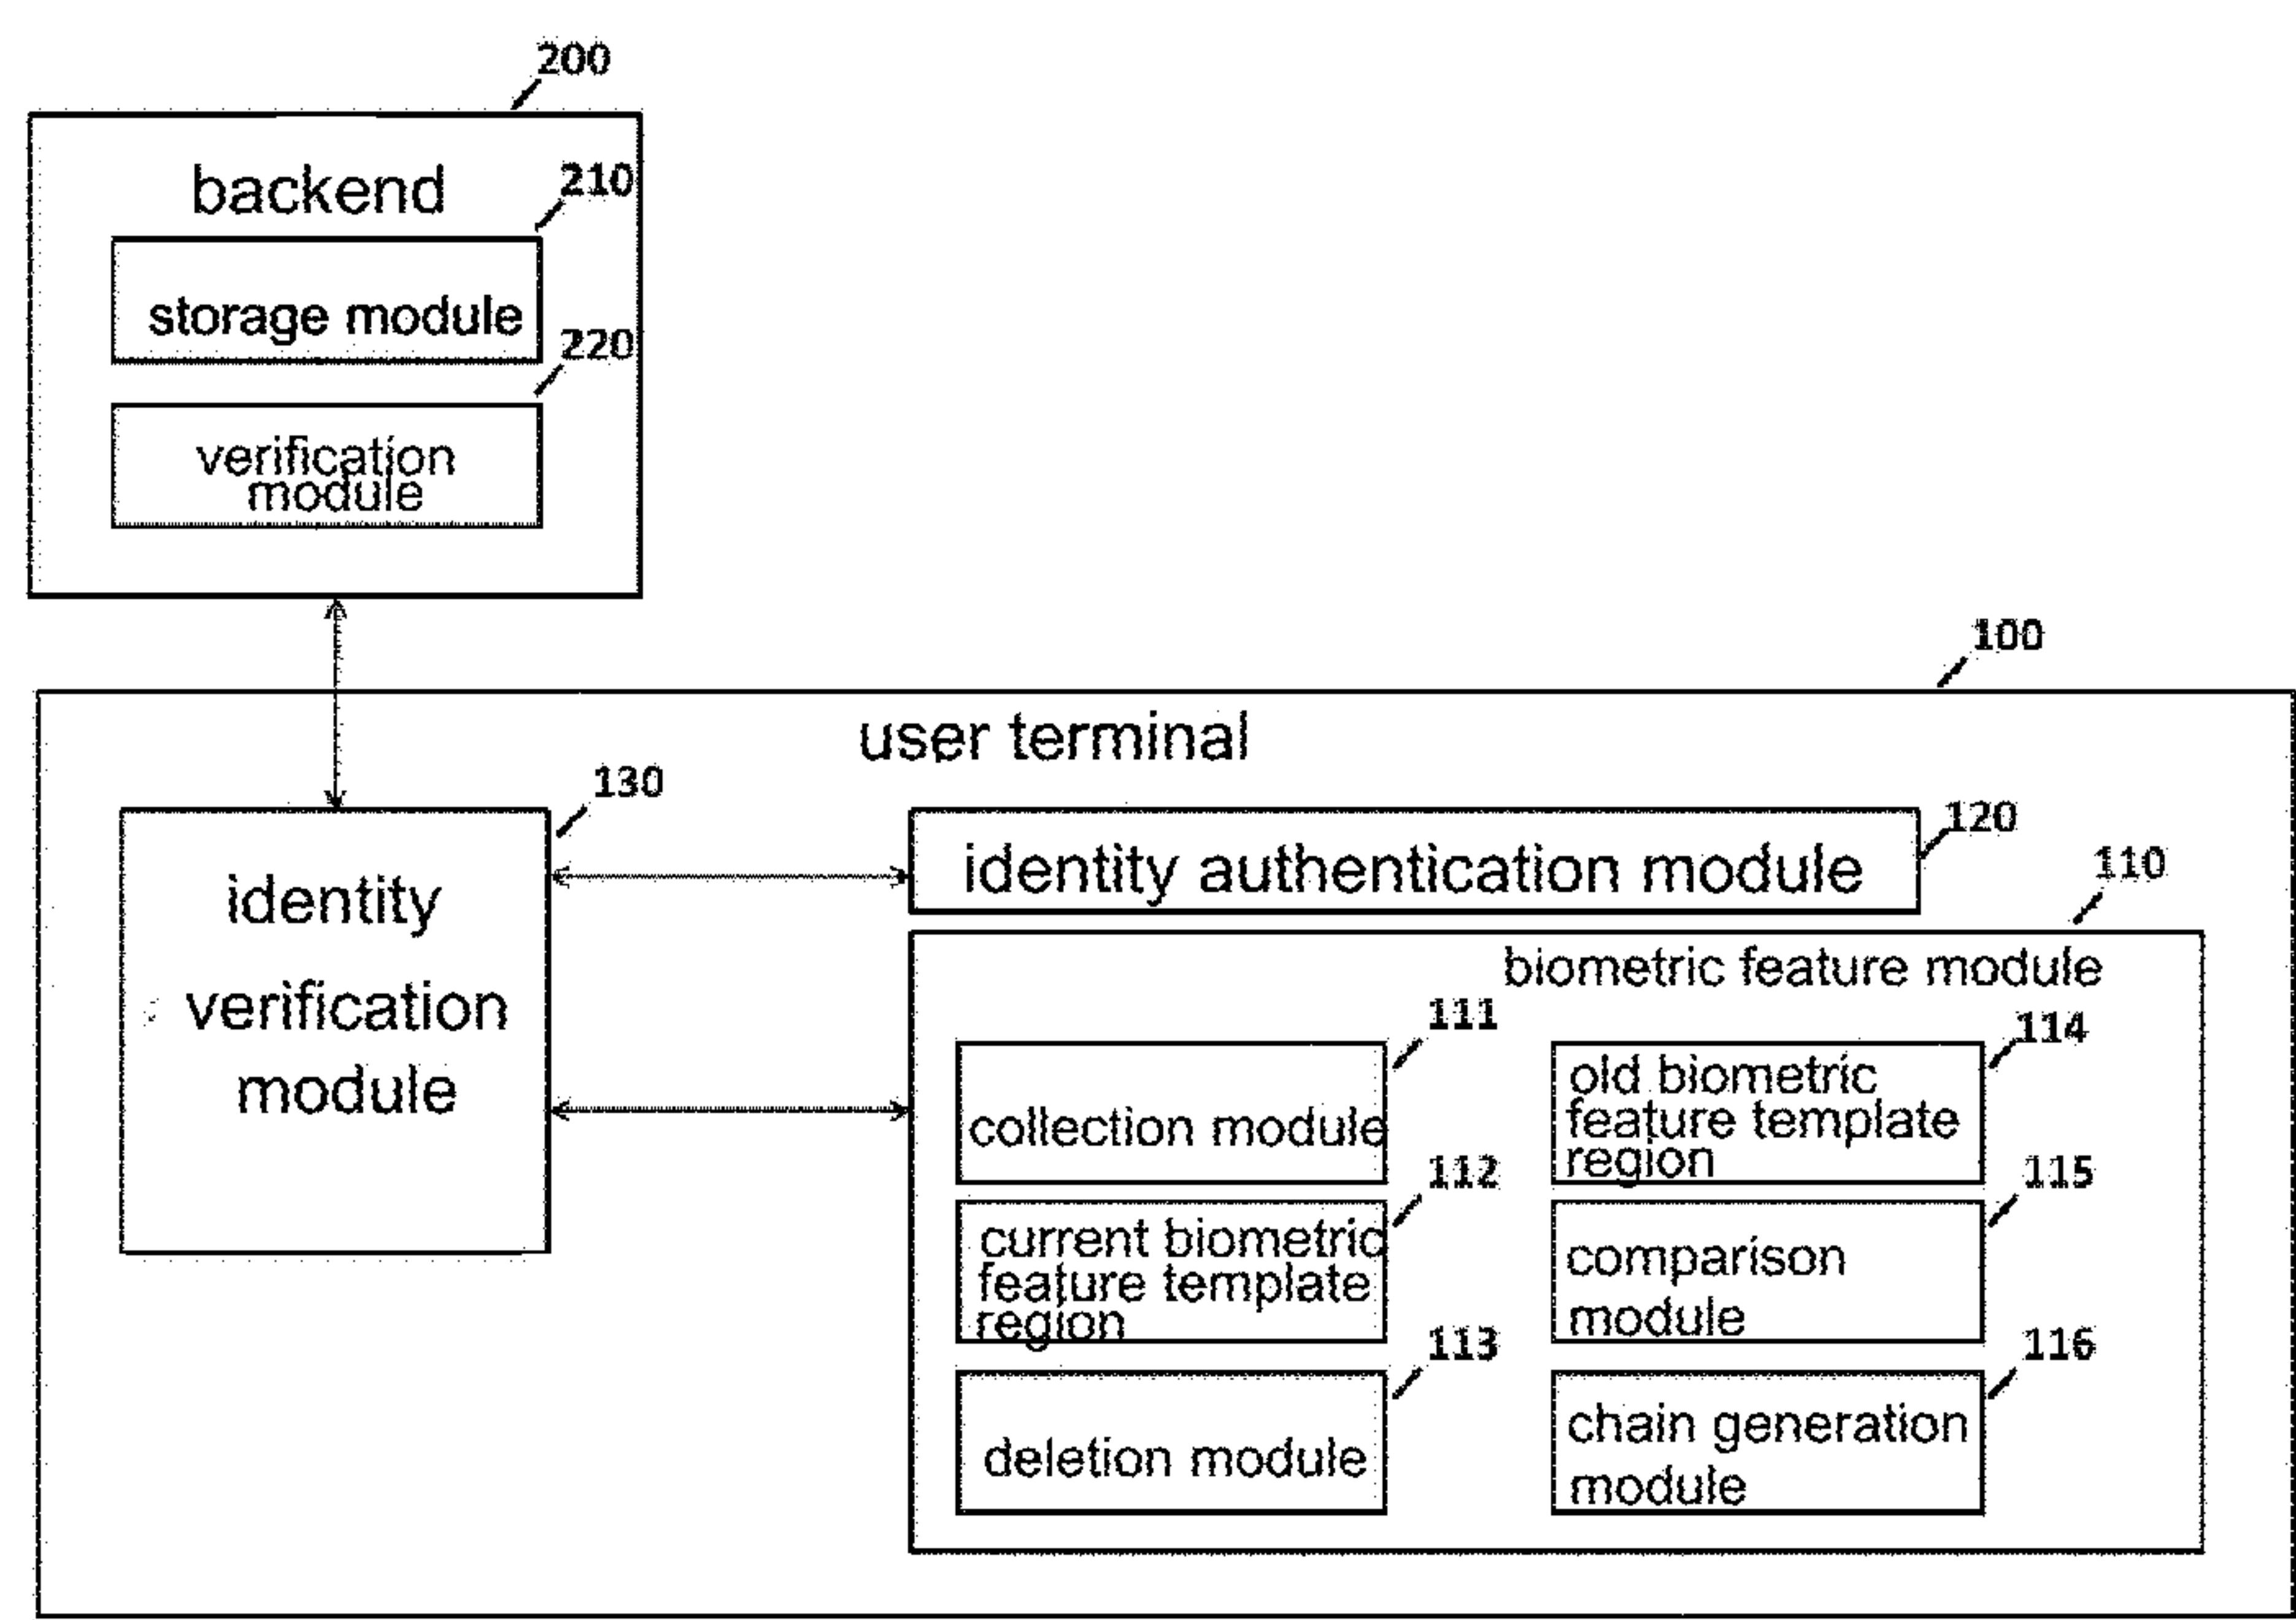 200
backend
210
storage module
220
verification
module
100
user terminal
130
identity
verification
module
120
identity authentication module
110
biometric feature module
111
collection module
112
current biometric
feature template
region
113
deletion module
114
old biometric
feature template
region
115
comparison
module
116
chain generation
module